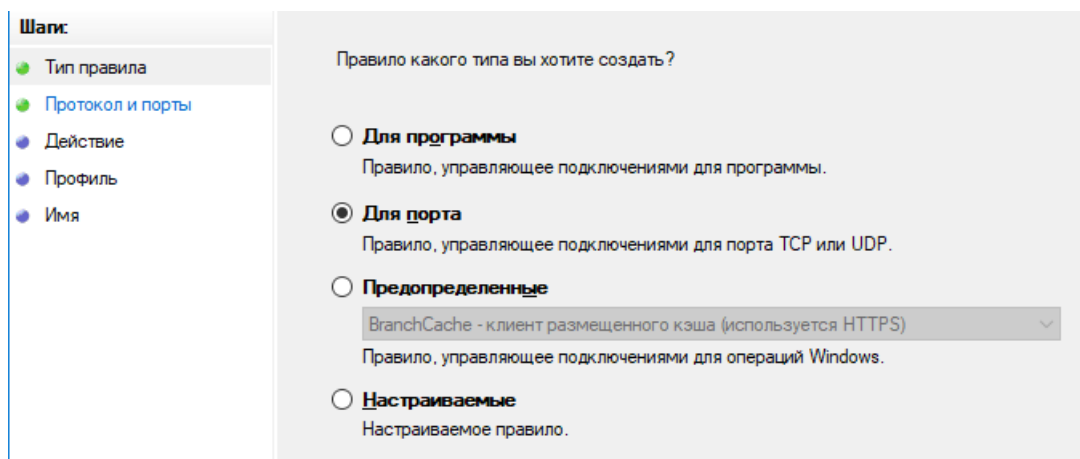 Шаги:
Тип правила
Протокол и порты
Действие
Профиль
Имя
Правило какого типа вы хотите создать?
Для программы
Правило, управляющее подключениями для программы.
Для порта
Правило, управляющее подключениями для порта TCP или UDP.
Предопределенные
BranchCache - клиент размещенного кэша (используется HTTPS)
Правило, управляющее подключениями для операций Windows.
Настраиваемые
Настраиваемое правило.